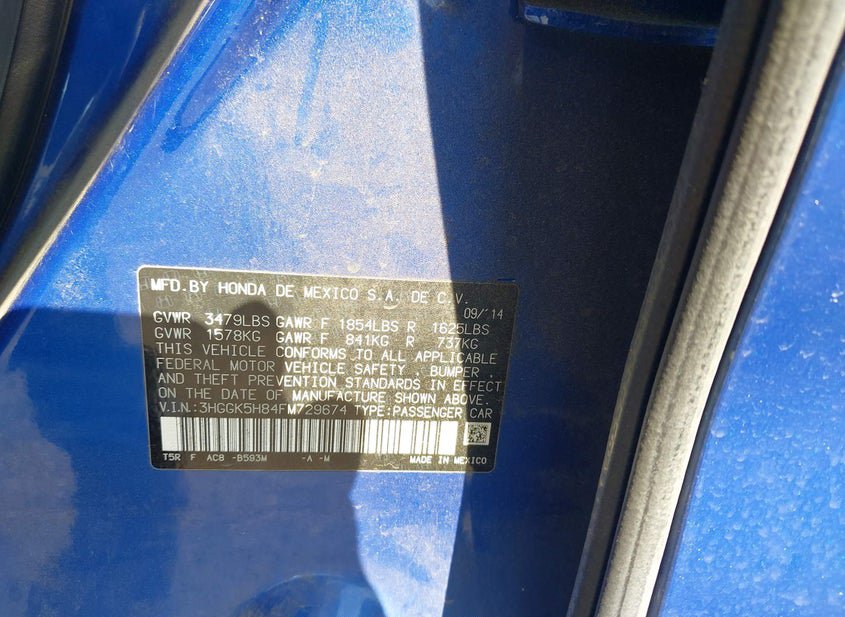 MFD.BY HONDA DE MEXICO S.A. DE C.V.
09/14
GVWR 3479LBS GAWR F 1854LBS R 1625LBS
GVWR 1578KG GAWR F 841KG R 737KG
THIS VEHICLE CONFORMS TO ALL APPLICABLE
FEDERAL MOTOR VEHICLE SAFETY , BUMPER ,
AND THEFT PREVENTION STANDARDS IN EFFECT
ON THE DATE OF MANUFACTURE SHOWN ABOVE.
V.I.N.:3HGGK5H84FM729674 TYPE:PASSENGER CAR
T5R F AC8 -B593M -A -M MADE IN MEXICO